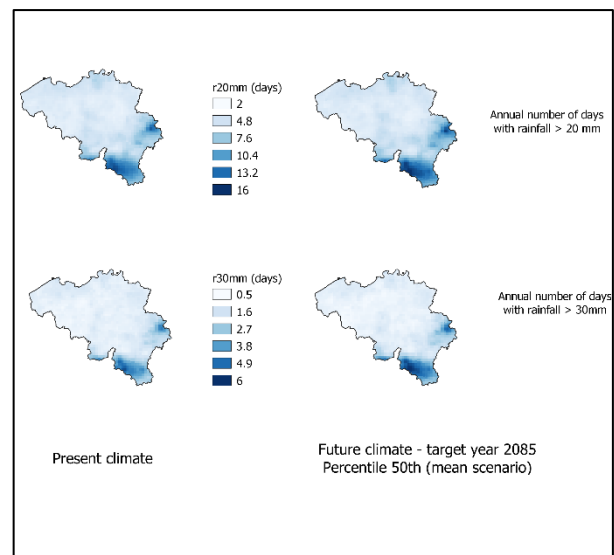 r20mm (days)
2
4.8
7.6
10.4
13.2
16
Annual number of days
with rainfall > 20 mm
r30mm (days)
0.5
1.6
2.7
3.8
4.9
6
Annual number of days
with rainfall > 30mm
Present climate
Future climate - target year 2085
Percentile 50th (mean scenario)